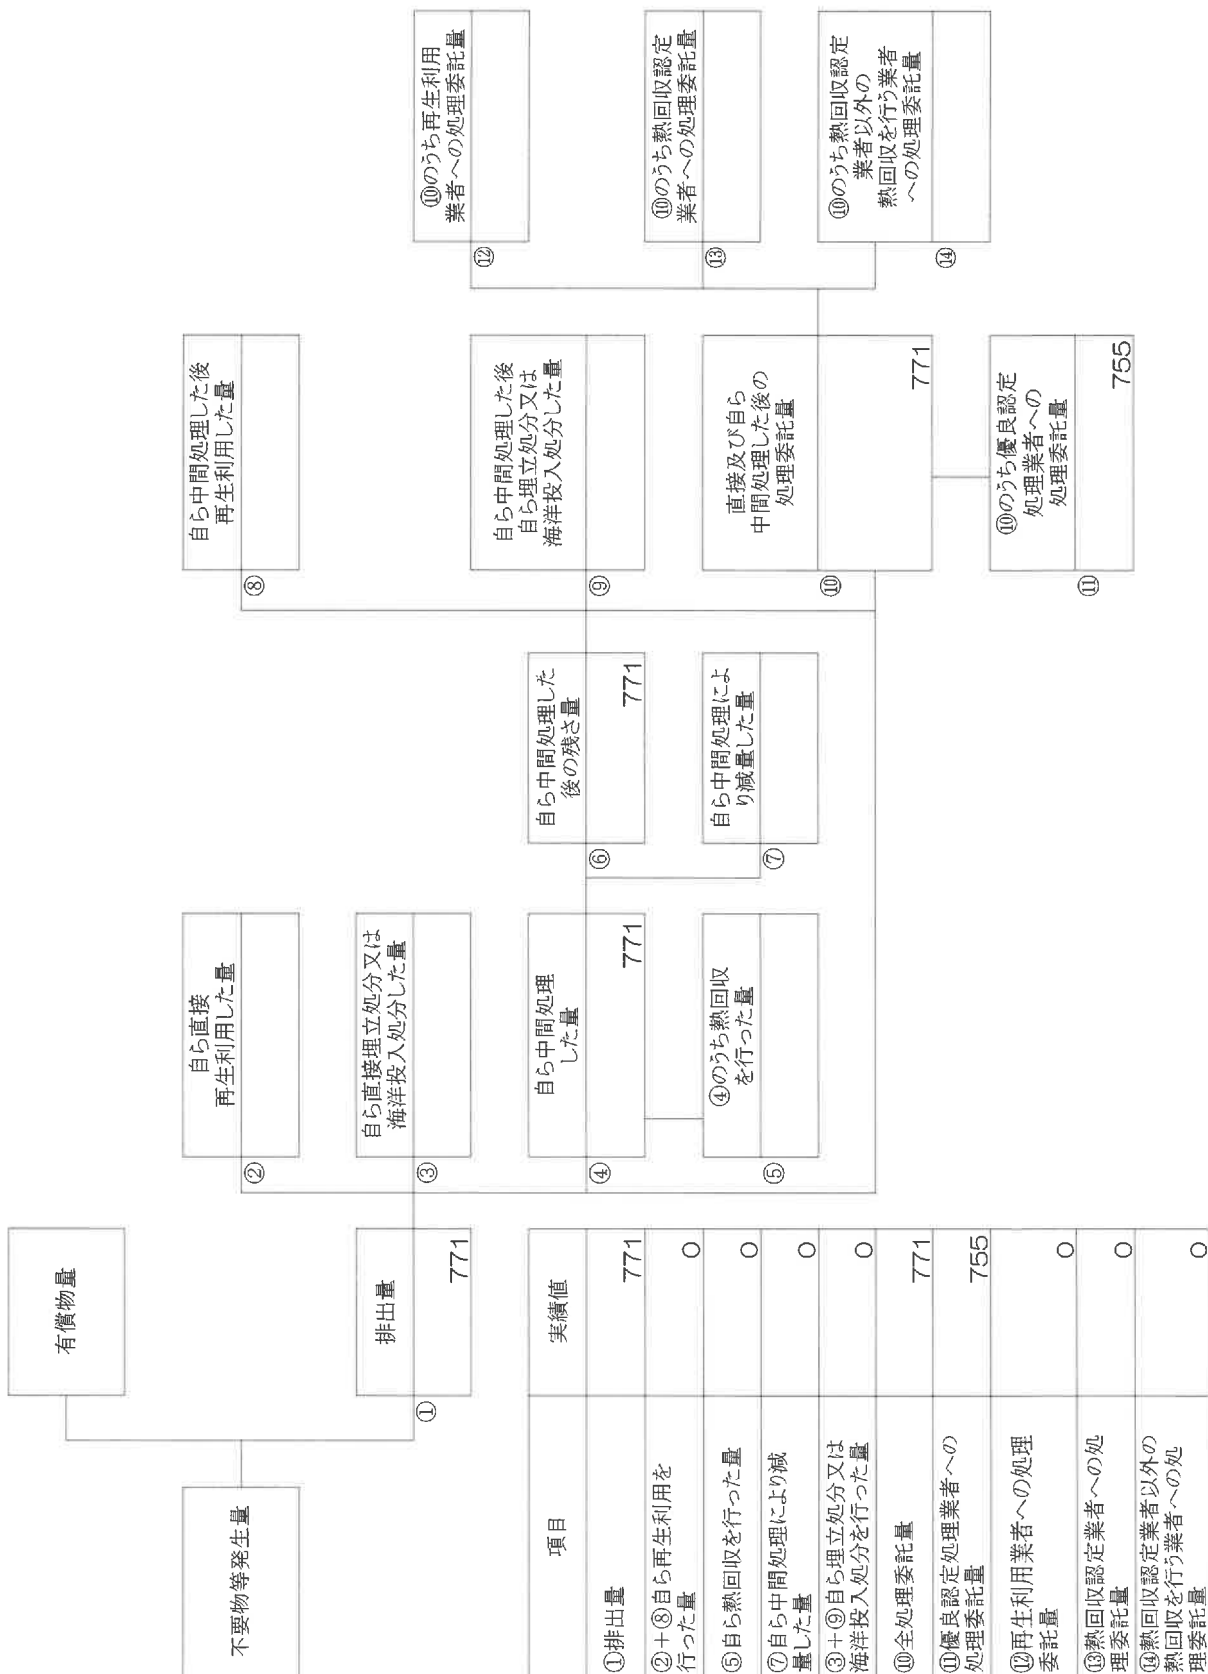 不要物等発生量
有償物量
①
排出量
771
②
自ら直接
再生利用した量
③
自ら直接埋立処分又は
海洋投入処分した量
④
自ら中間処理
した量
771
⑤
④のうち熱回収
を行った量
⑥
自ら中間処理した
後の残さ量
771
⑦
自ら中間処理によ
り減量した量
⑧
自ら中間処理した後
再生利用した量
⑨
自ら中間処理した後
自ら埋立処分又は
海洋投入処分した量
⑩
直接及び自ら
中間処理した後の
処理委託量
771
⑪
⑩のうち優良認定
処理業者への
処理委託量
755
⑫
⑩のうち再生利用
業者への処理委託量
⑬
⑩のうち熱回収認定
業者への処理委託量
⑭
⑩のうち熱回収認定
業者以外の
熱回収を行う業者
への処理委託量
項目 実績値
①排出量 771
②+⑧自ら再生利用を
行った量 0
⑤自ら熱回収を行った量 0
⑦自ら中間処理により減
量した量 0
③+⑨自ら埋立処分又は
海洋投入処分を行った量 0
⑩全処理委託量 771
⑪優良認定処理業者への
処理委託量 755
⑫再生利用業者への処理
委託量 0
⑬熱回収認定業者への処
理委託量 0
⑭熱回収認定業者以外の
熱回収を行う業者への処
理委託量 0